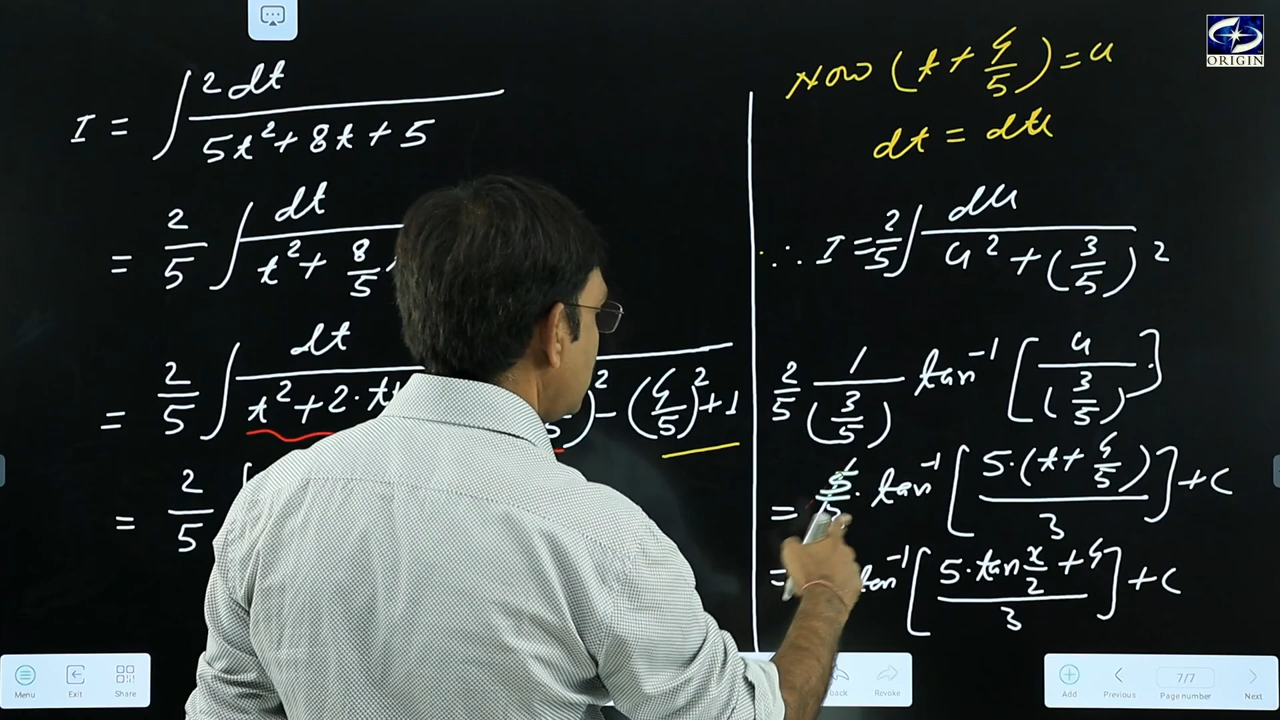 I = ∫ 2dt / 5t² + 8t + 5
= 2/5 ∫ dt / t² + 8/5
= 2/5 ∫ dt / t² + 2·t )² - (4/5)² + 1
= 2/5
Now (t + 4/5) = u
dt = du
∴ I = 2/5 ∫ du / u² + (3/5)²
2/5 1/(3/5) tan⁻¹ [u / (3/5)]
= · tan⁻¹ [5·(t + 4/5) / 3] + c
= tan⁻¹ [5·tan x/2 + 4 / 3] + c
ORIGIN
Menu Exit Share
back Revoke
Add Previous 7/7 Page number Next